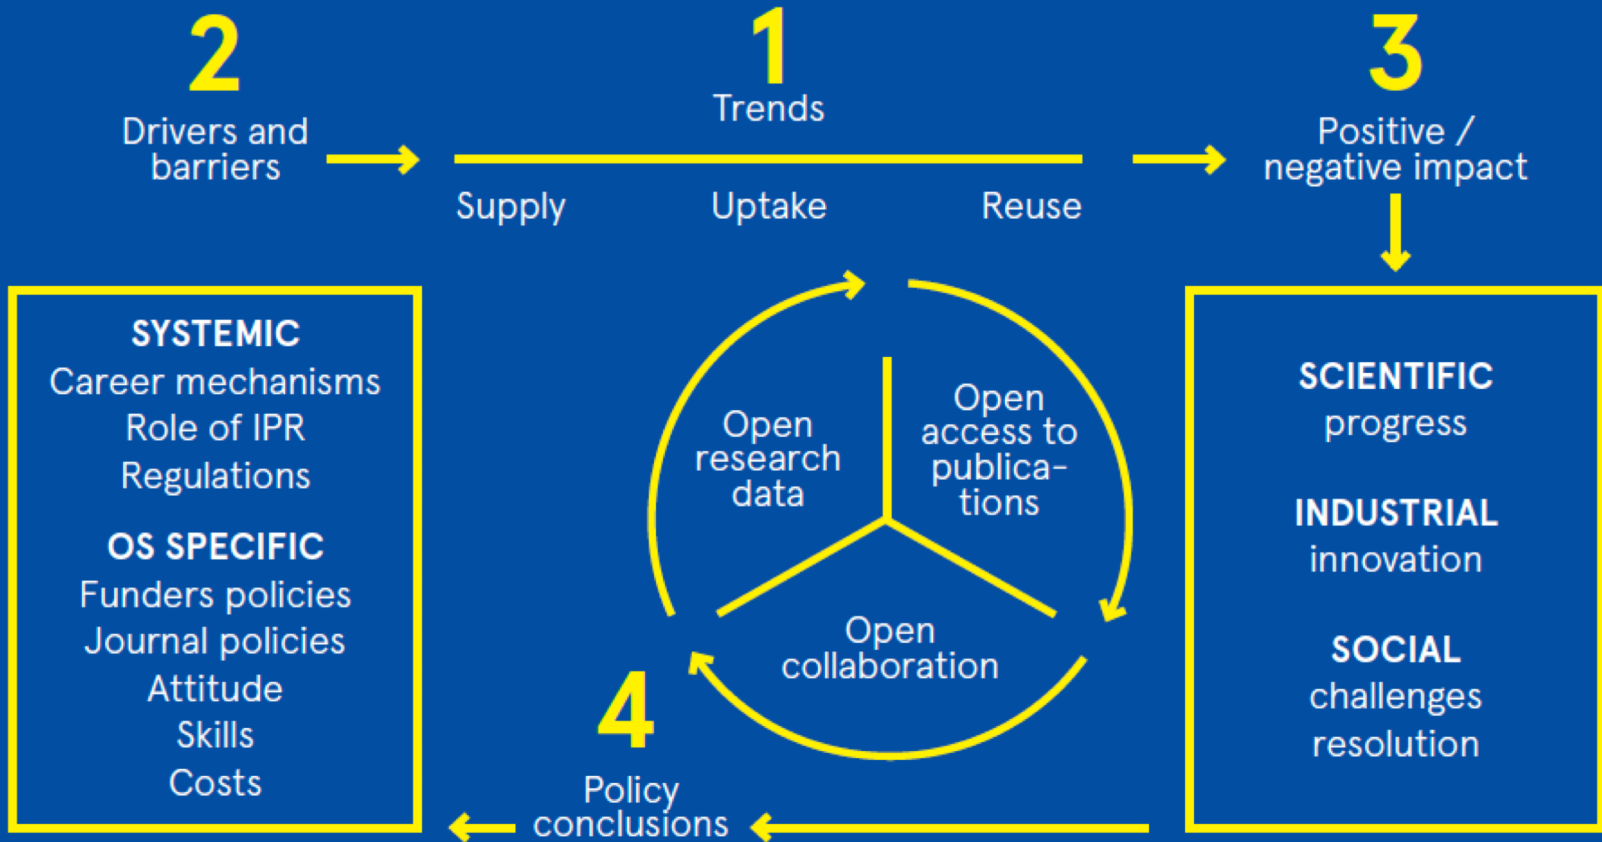 2
Drivers and
barriers
1
Trends
Supply
Uptake
Reuse
3
Positive /
negative impact
SYSTEMIC
Career mechanisms
Role of IPR
Regulations
OS SPECIFIC
Funders policies
Journal policies
Attitude
Skills
Costs
Open
research
data
Open
access to
publica-
tions
Open
collaboration
SCIENTIFIC
progress
INDUSTRIAL
innovation
SOCIAL
challenges
resolution
4
Policy
conclusions